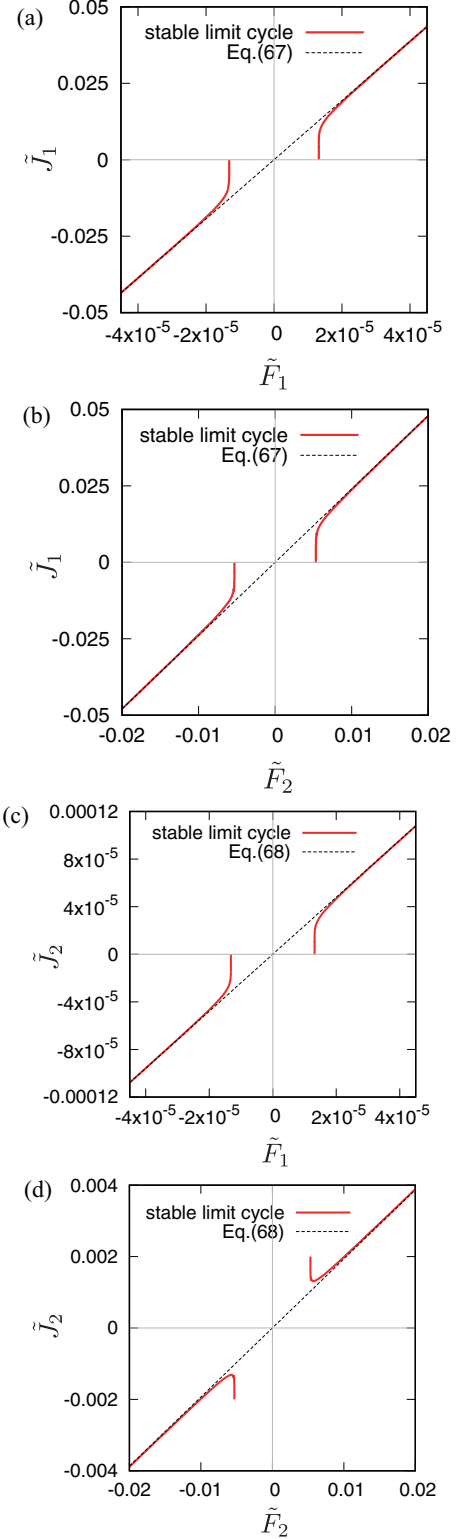 (a)
stable limit cycle
Eq.(67)
0.05
0.025
0
-0.025
-0.05
J̃₁
-4x10⁻⁵ -2x10⁻⁵ 0 2x10⁻⁵ 4x10⁻⁵
F̃₁
(b)
stable limit cycle
Eq.(67)
0.05
0.025
0
-0.025
-0.05
J̃₁
-0.02 -0.01 0 0.01 0.02
F̃₂
(c)
stable limit cycle
Eq.(68)
0.00012
8x10⁻⁵
4x10⁻⁵
0
-4x10⁻⁵
-8x10⁻⁵
-0.00012
J̃₂
-4x10⁻⁵ -2x10⁻⁵ 0 2x10⁻⁵ 4x10⁻⁵
F̃₁
(d)
stable limit cycle
Eq.(68)
0.004
0.002
0
-0.002
-0.004
J̃₂
-0.02 -0.01 0 0.01 0.02
F̃₂